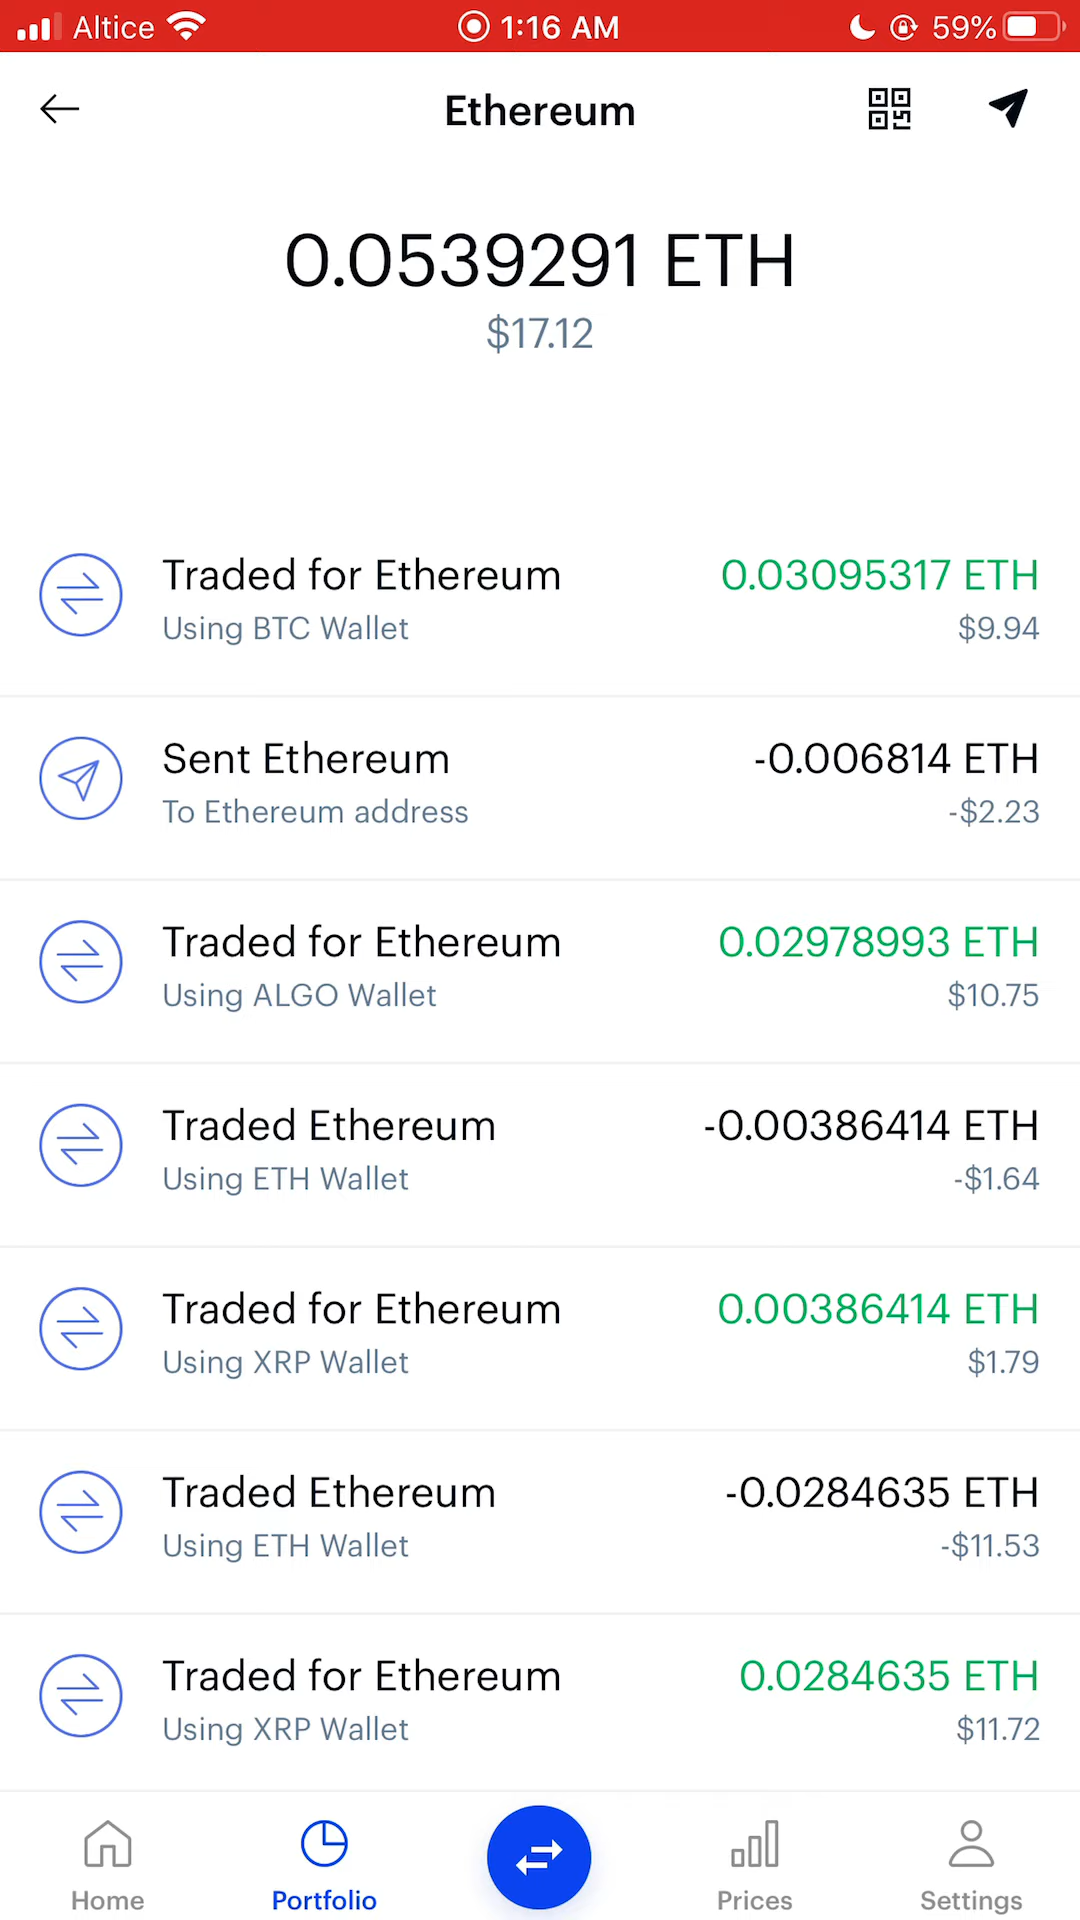 Altice 1:16 AM 59%
Ethereum
0.0539291 ETH
$17.12
Traded for Ethereum 0.03095317 ETH
Using BTC Wallet $9.94
Sent Ethereum -0.006814 ETH
To Ethereum address -$2.23
Traded for Ethereum 0.02978993 ETH
Using ALGO Wallet $10.75
Traded Ethereum -0.00386414 ETH
Using ETH Wallet -$1.64
Traded for Ethereum 0.00386414 ETH
Using XRP Wallet $1.79
Traded Ethereum -0.0284635 ETH
Using ETH Wallet -$11.53
Traded for Ethereum 0.0284635 ETH
Using XRP Wallet $11.72
Home Portfolio Prices Settings